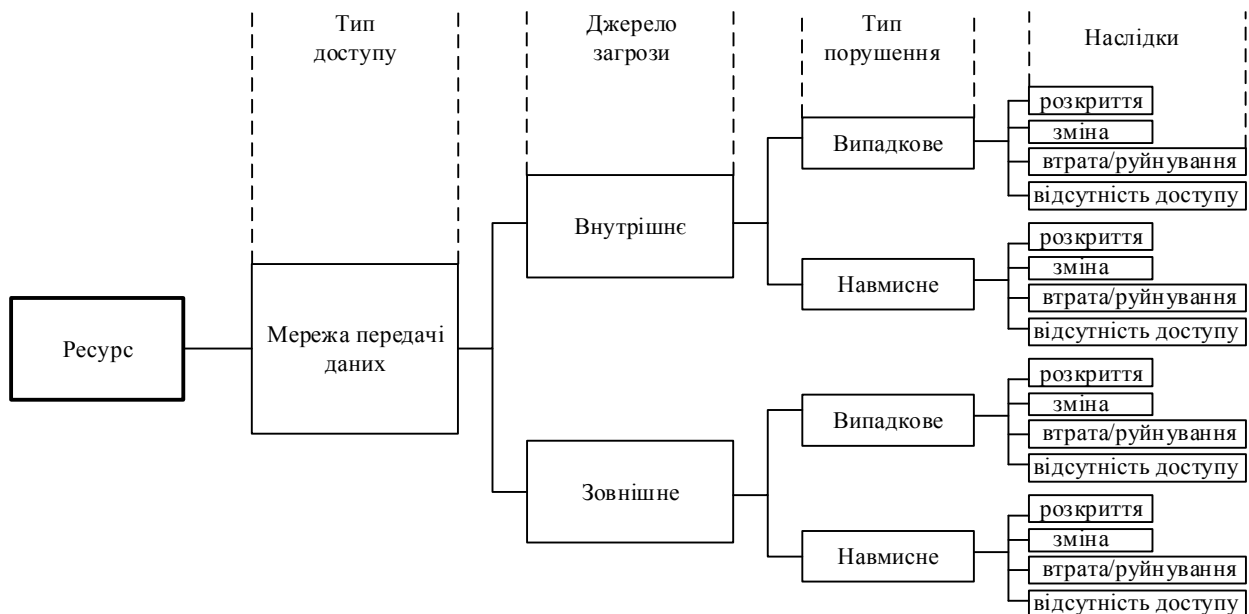 Тип
доступу
Джерело
загрози
Тип
порушення
Наслідки
Ресурс
Мережа передачі
даних
Внутрішнє
Зовнішне
Випадкове
Навмисне
Випадкове
Навмисне
розкриття
зміна
втрата/руйнування
відсутність доступу
розкриття
зміна
втрата/руйнування
відсутність доступу
розкриття
зміна
втрата/руйнування
відсутність доступу
розкриття
зміна
втрата/руйнування
відсутність доступу